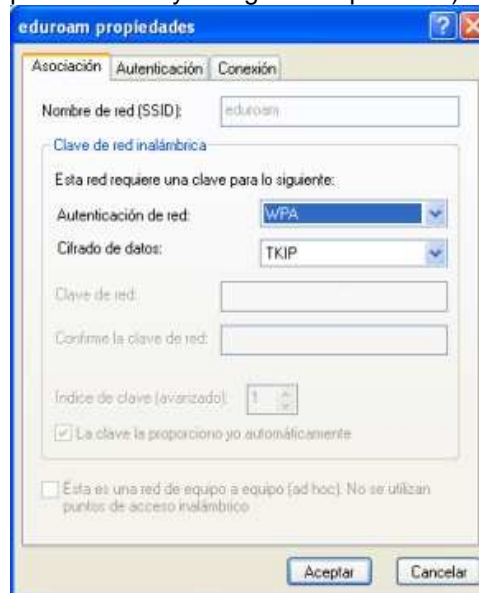 eduroam propiedades
Asociación Autenticación Conexión
Nombre de red (SSID): eduroam
Clave de red inalámbrica
Esta red requiere una clave para lo siguiente:
Autenticación de red: WPA
Cifrado de datos: TKIP
Clave de red:
Confirme la clave de red:
Índice de clave (avanzado): 1
La clave la proporciono yo automáticamente
Esta es una red de equipo a equipo (ad hoc). No se utilizan
puntos de acceso inalámbrico
Aceptar Cancelar